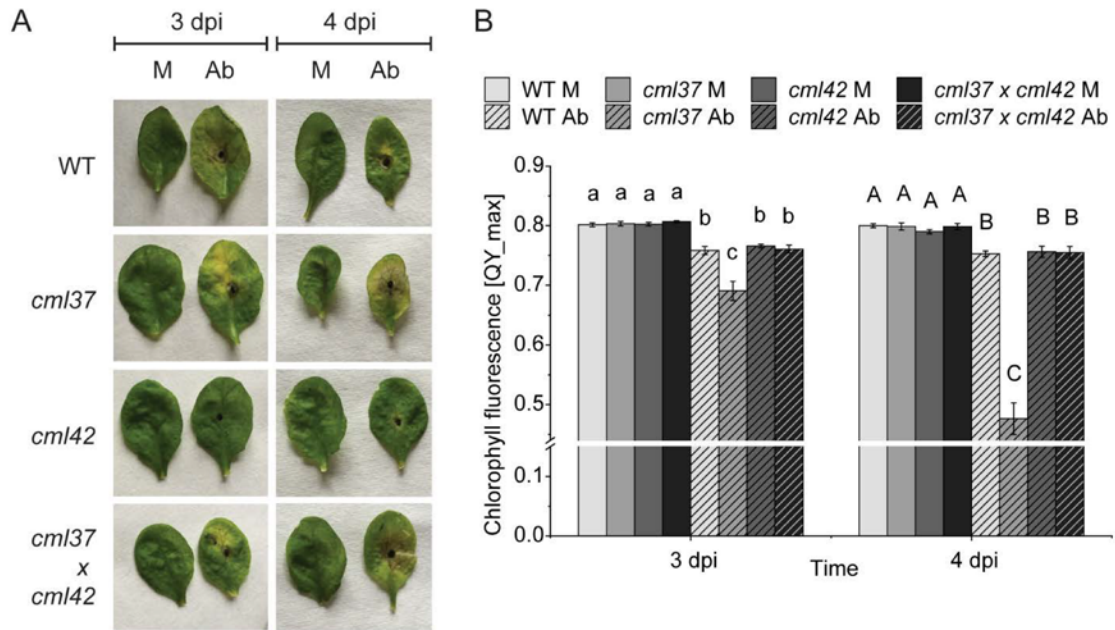 A
3 dpi
4 dpi
M Ab M Ab
WT
cml37
cml42
cml37
x
cml42
B
WT M cml37 M cml42 M cml37 x cml42 M
WT Ab cml37 Ab cml42 Ab cml37 x cml42 Ab
Chlorophyll fluorescence [QY_max]
0.9
0.8
0.7
0.6
0.5
0.1
0.0
a a a a b c b b
A A A A B C B B
3 dpi
Time
4 dpi